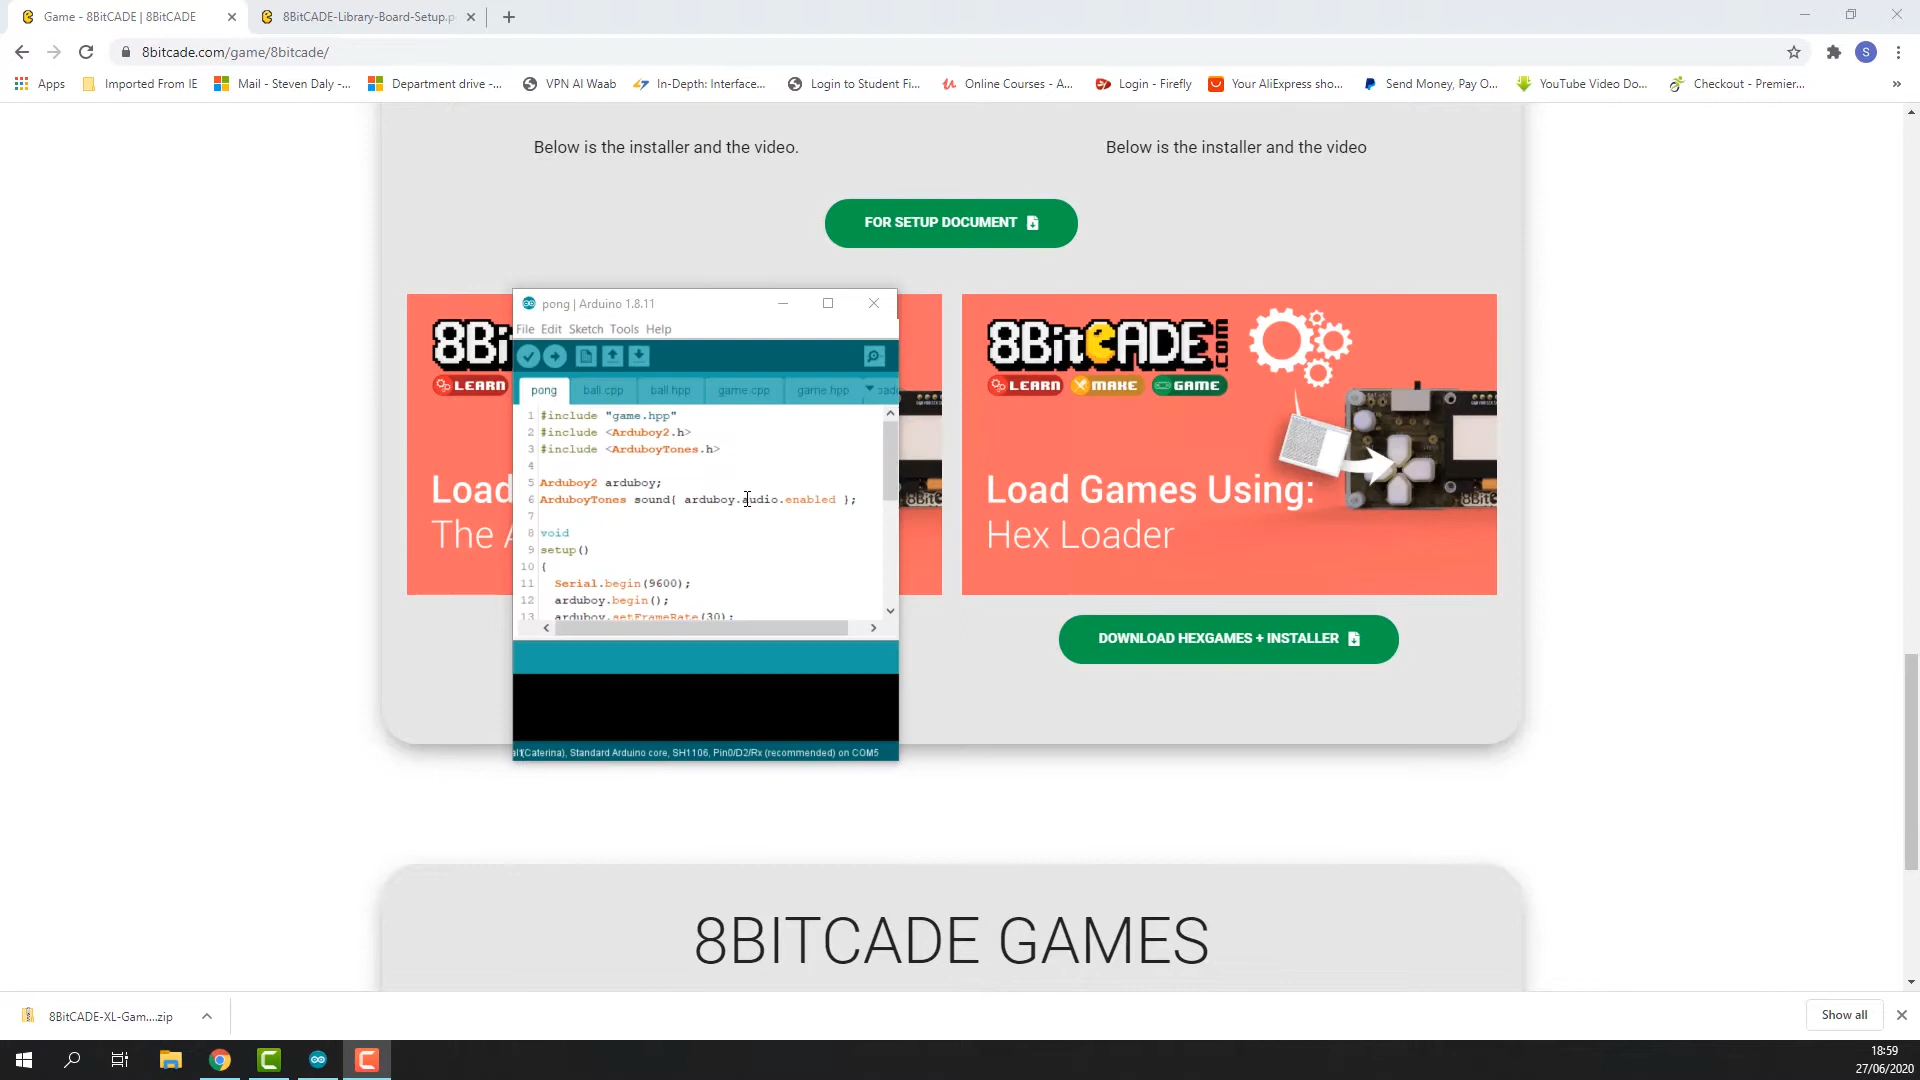 Game - 8BitCADE | 8BitCADE
8BitCADE-Library-Board-Setup.p
8bitcade.com/game/8bitcade/
S
Apps
Imported From IE
Mail - Steven Daly -...
Department drive -...
VPN Al Waab
In-Depth: Interface...
Login to Student Fi...
Online Courses - A...
Login - Firefly
Your AliExpress sho...
Send Money, Pay O...
YouTube Video Do...
Checkout - Premier...
»
Below is the installer and the video.
Below is the installer and the video
FOR SETUP DOCUMENT
8Bi
LEARN
Load
The A
pong | Arduino 1.8.11
File Edit Sketch Tools Help
pong
ball.cpp
ball.hpp
game.cpp
game.hpp
1 #include "game.hpp"
2 #include <Arduboy2.h>
3 #include <ArduboyTones.h>
4
5 Arduboy2 arduboy;
6 ArduboyTones sound{ arduboy.audio.enabled };
7
8 void
9 setup()
10 {
11 Serial.begin(9600);
12 arduboy.begin();
13 arduboy.setFrameRate(30);
(Caterina), Standard Arduino core, SH1106, Pin0/D2/Rx (recommended) on COM5
8BitCADE.com
LEARN MAKE GAME
Load Games Using:
Hex Loader
DOWNLOAD HEXGAMES + INSTALLER
8BITCADE GAMES
8BitCADE-XL-Gam....zip
Show all
18:59
27/06/2020